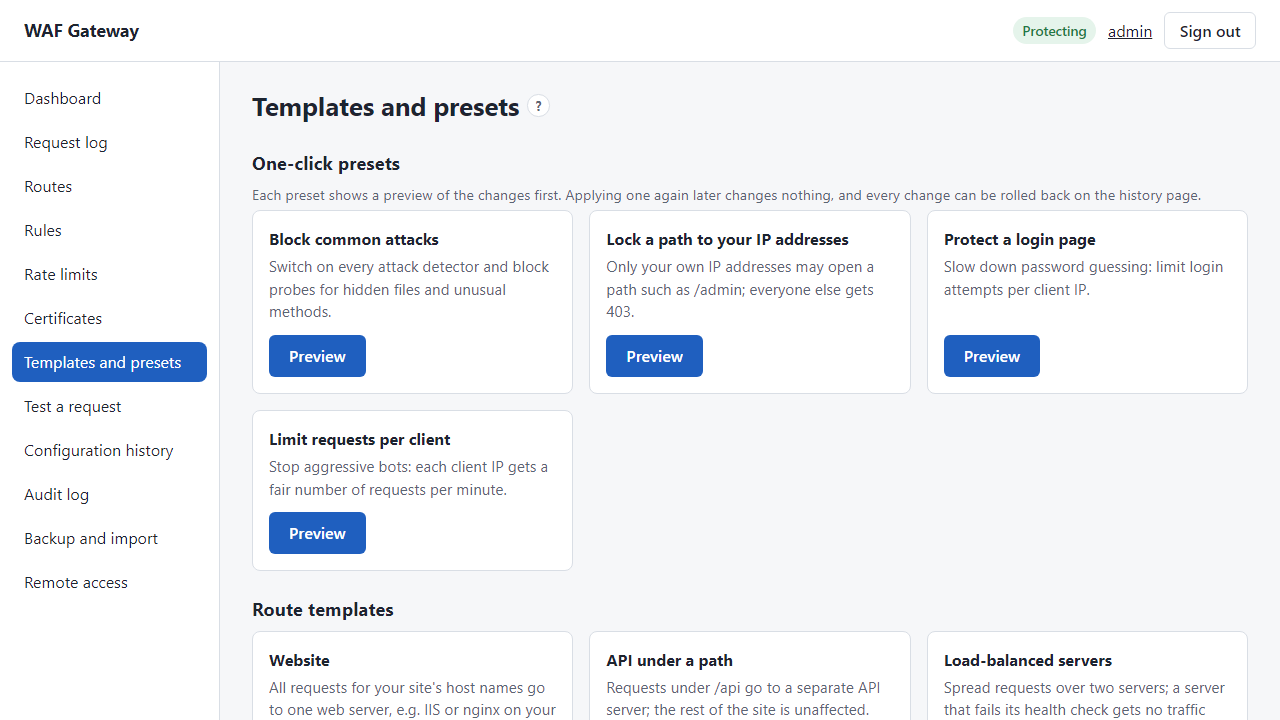 WAF Gateway
Protecting
admin
Sign out
Dashboard
Request log
Routes
Rules
Rate limits
Certificates
Templates and presets
Test a request
Configuration history
Audit log
Backup and import
Remote access
Templates and presets ?
One-click presets
Each preset shows a preview of the changes first. Applying one again later changes nothing, and every change can be rolled back on the history page.
Block common attacks
Switch on every attack detector and block
probes for hidden files and unusual
methods.
Preview
Lock a path to your IP addresses
Only your own IP addresses may open a
path such as /admin; everyone else gets
403.
Preview
Protect a login page
Slow down password guessing: limit login
attempts per client IP.
Preview
Limit requests per client
Stop aggressive bots: each client IP gets a
fair number of requests per minute.
Preview
Route templates
Website
All requests for your site's host names go
to one web server, e.g. IIS or nginx on your
API under a path
Requests under /api go to a separate API
server; the rest of the site is unaffected.
Load-balanced servers
Spread requests over two servers; a server
that fails its health check gets no traffic